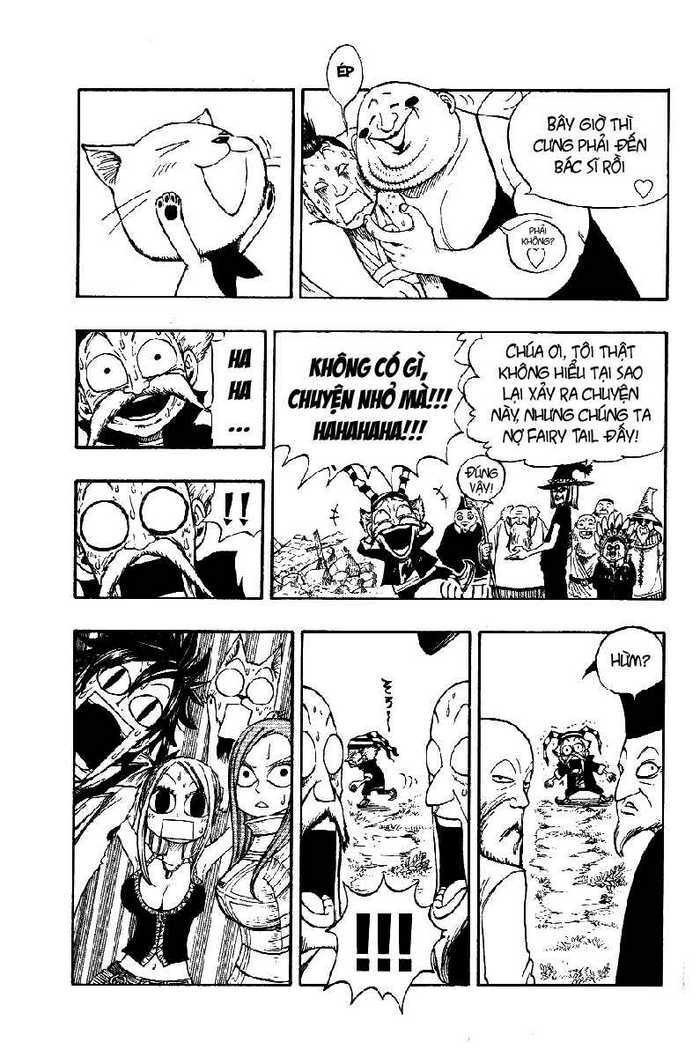 ÉP
BÂY GIỜ THÌ
CUNG PHẢI ĐẾN
BÁC SĨ RỒI
PHẢI
KHÔNG?
HA
HA
...
KHÔNG CÓ GÌ,
CHUYỆN NHỎ MÀ!!!
HAHAHAHA!!!
CHÚA ƠI, TÔI THẬT
KHÔNG HIỂU TẠI SAO
LẠI XẢY RA CHUYỆN
NÀY, NHƯNG CHÚNG TA
NỢ FAIRY TAIL ĐẤY!
ĐÚNG
VẬY!
!!
!!!
HỪM?